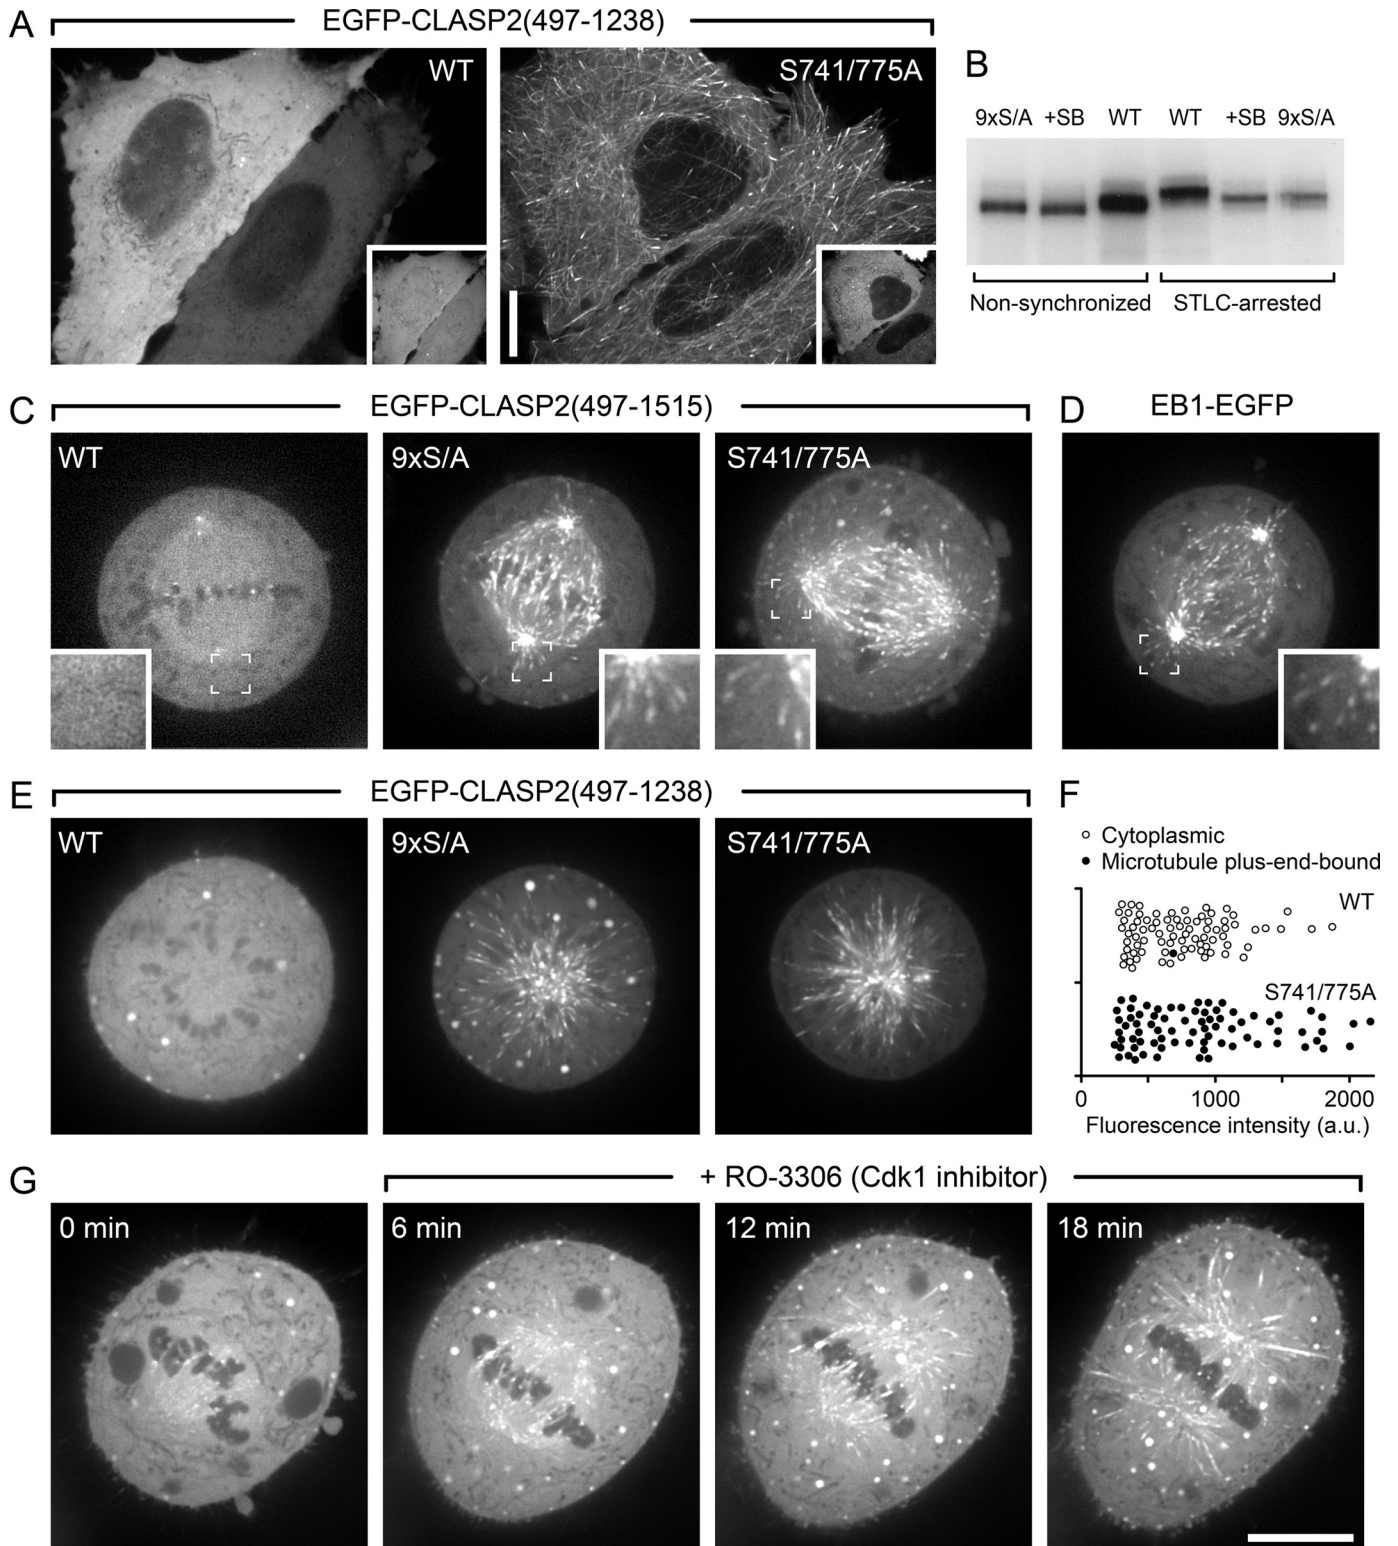 A
EGFP-CLASP2(497-1238)
WT
S741/775A
B
9xS/A +SB WT WT +SB 9xS/A
Non-synchronized STLC-arrested
C
EGFP-CLASP2(497-1515)
WT
9xS/A
S741/775A
D
EB1-EGFP
E
EGFP-CLASP2(497-1238)
WT
9xS/A
S741/775A
F
Cytoplasmic
Microtubule plus-end-bound
WT
S741/775A
0 1000 2000
Fluorescence intensity (a.u.)
G
+ RO-3306 (Cdk1 inhibitor)
0 min
6 min
12 min
18 min